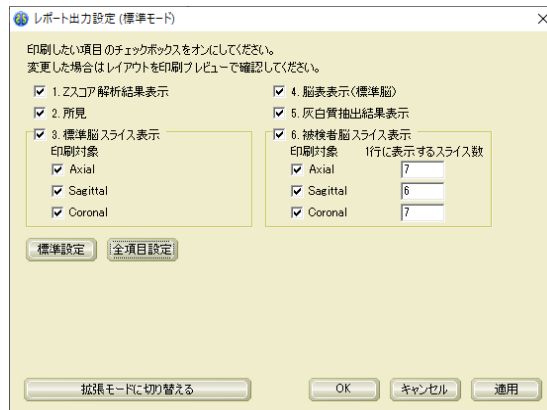 レポート出力設定 (標準モード)
印刷したい項目のチェックボックスをオンにしてください。
変更した場合はレイアウトを印刷プレビューで確認してください。
1. Zスコア解析結果表示
4. 脳表表示(標準脳)
2. 所見
5. 灰白質抽出結果表示
3. 標準脳スライス表示
印刷対象
Axial
Sagittal
Coronal
6. 被検者脳スライス表示
印刷対象 1行に表示するスライス数
Axial 7
Sagittal 6
Coronal 7
標準設定 全項目設定
拡張モードに切り替える OK キャンセル 適用